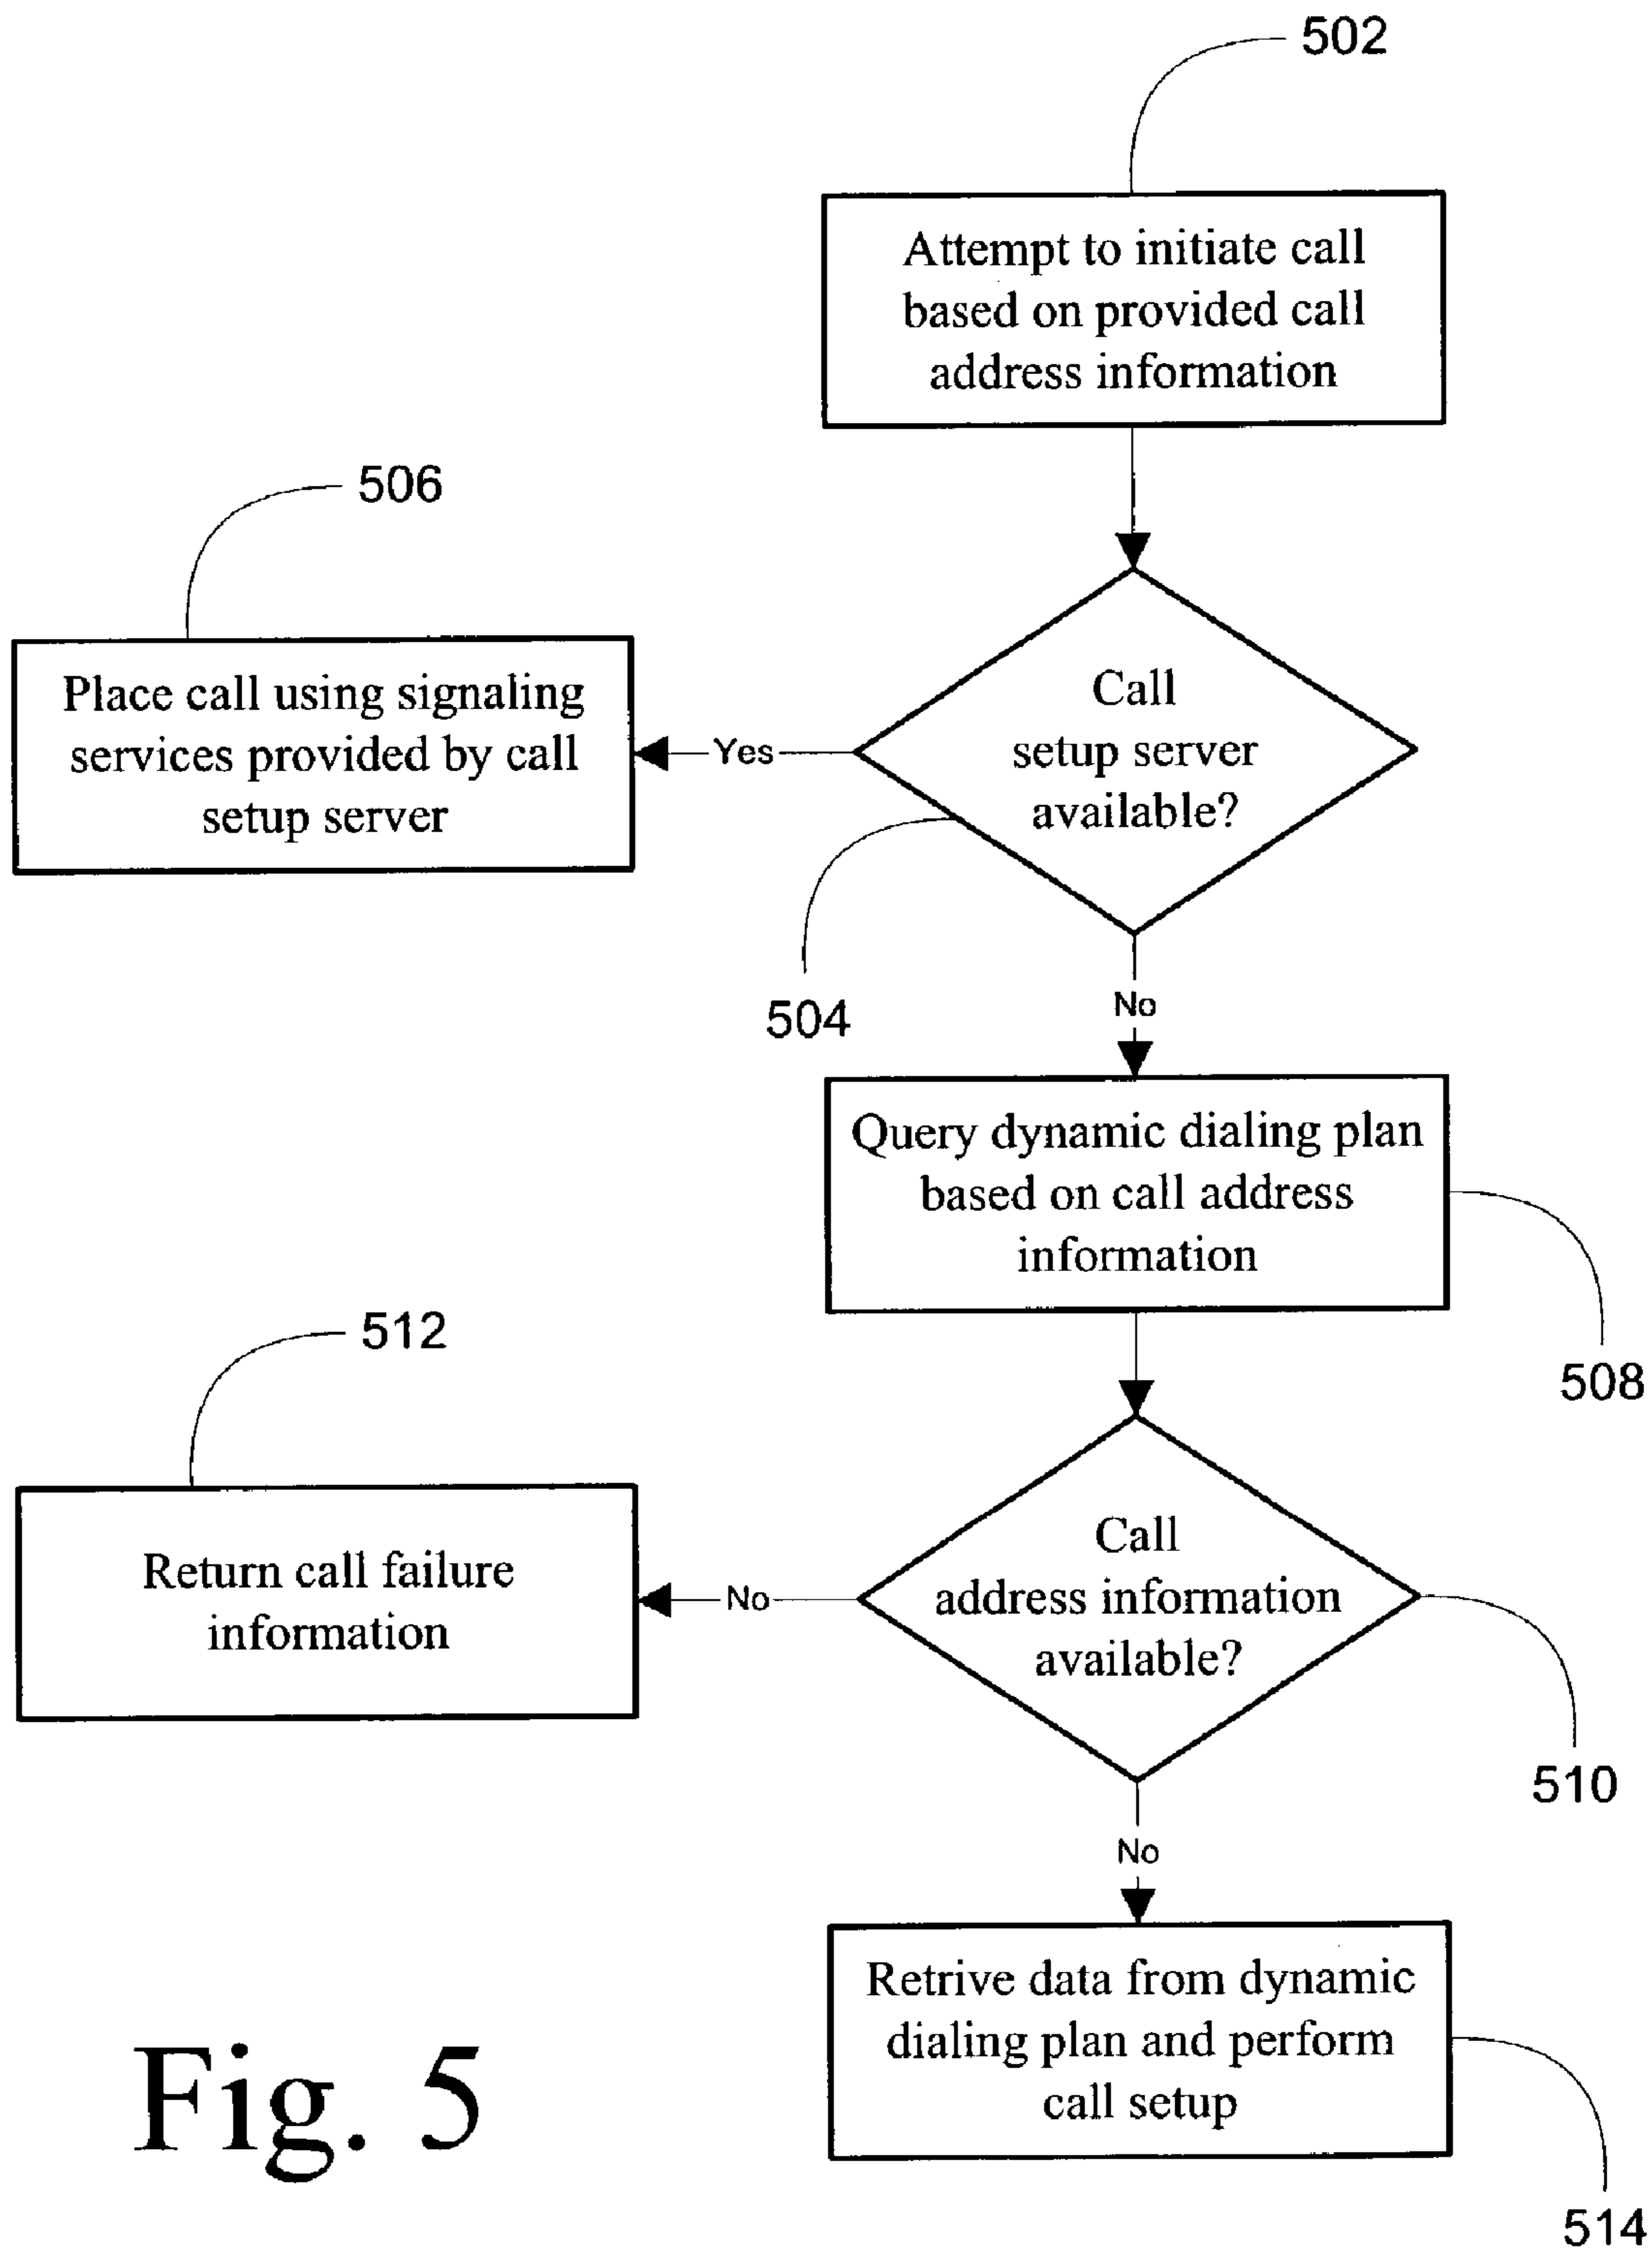 502
Attempt to initiate call
based on provided call
address information
506
Place call using signaling
services provided by call
setup server
Yes
Call
setup server
available?
504
No
Query dynamic dialing plan
based on call address
information
508
512
Return call failure
information
No
Call
address information
available?
510
No
Retrive data from dynamic
dialing plan and perform
call setup
514
Fig. 5